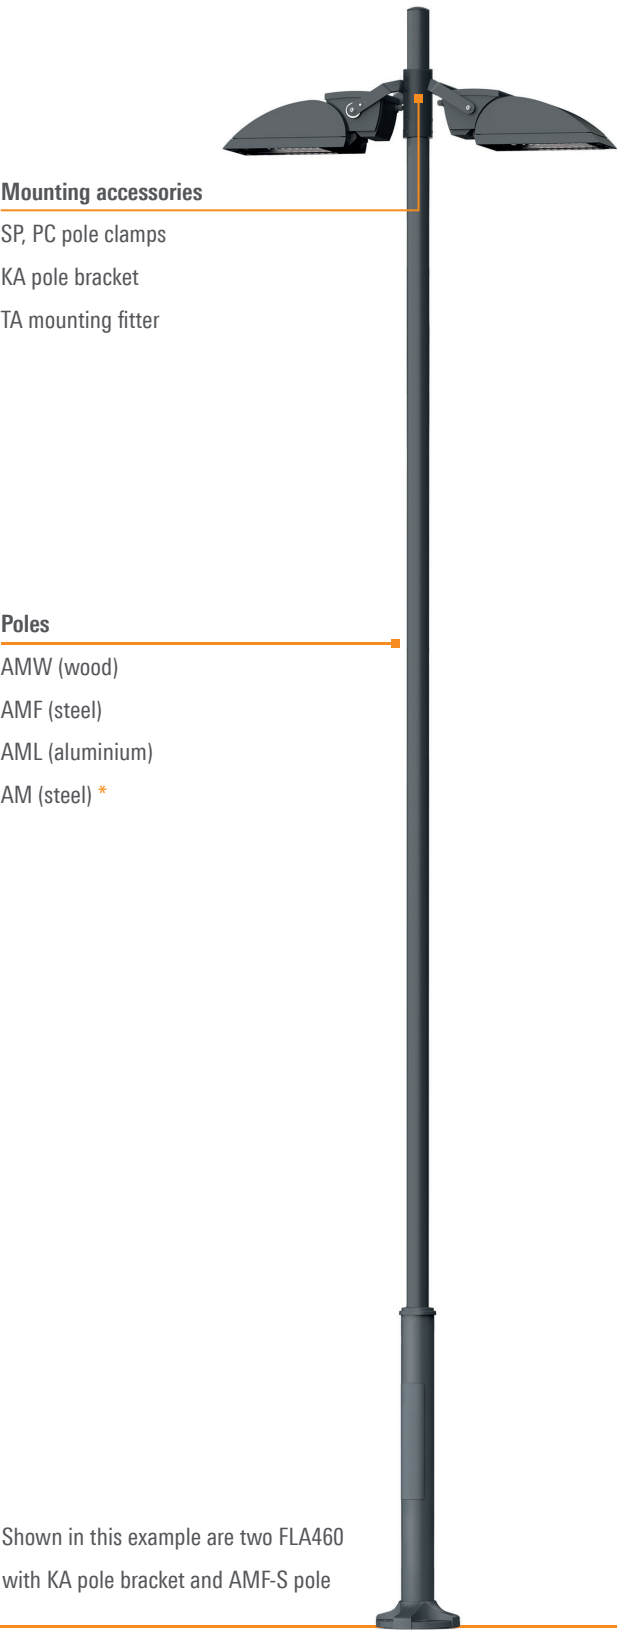 Mounting accessories
SP, PC pole clamps
KA pole bracket
TA mounting fitter
Poles
AMW (wood)
AMF (steel)
AML (aluminium)
AM (steel) *
Shown in this example are two FLA460
with KA pole bracket and AMF-S pole